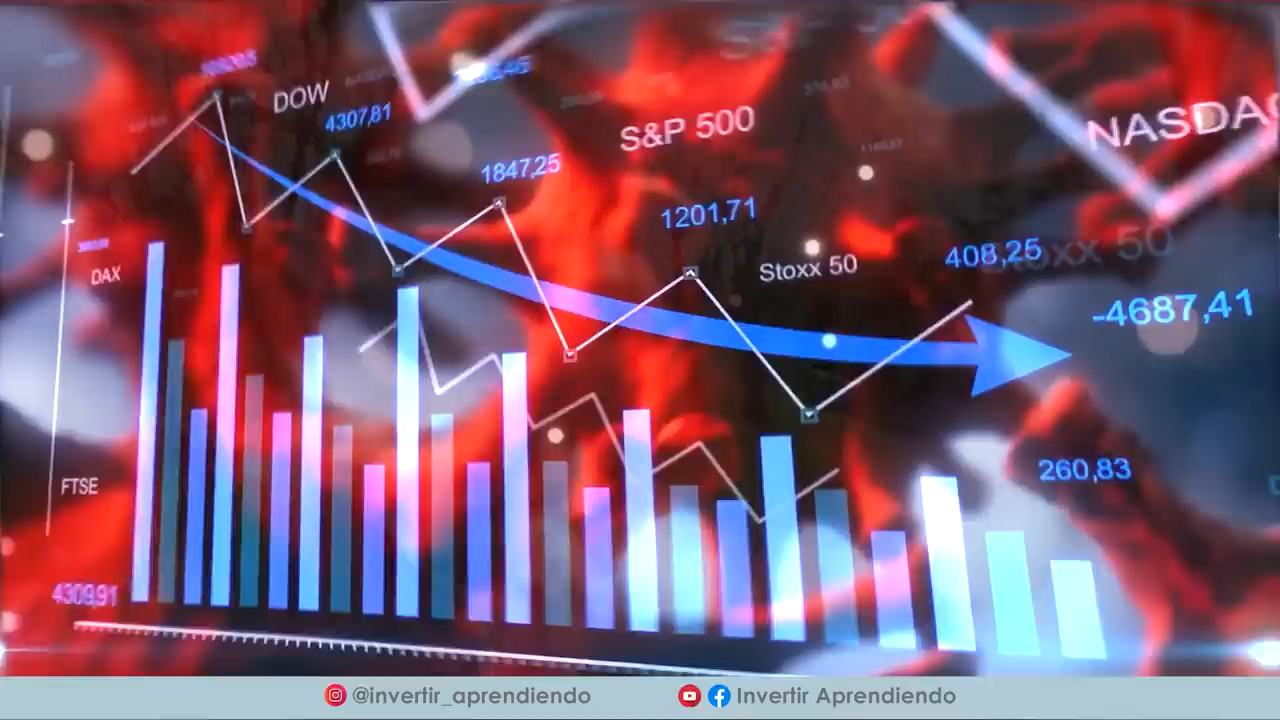 DOW
4307,81
S&P 500
NASDAQ
1847,25
1201,71
Stoxx 50
408,25
-4687,41
DAX
260,83
FTSE
4309,91
@invertir_aprendiendo
Invertir Aprendiendo